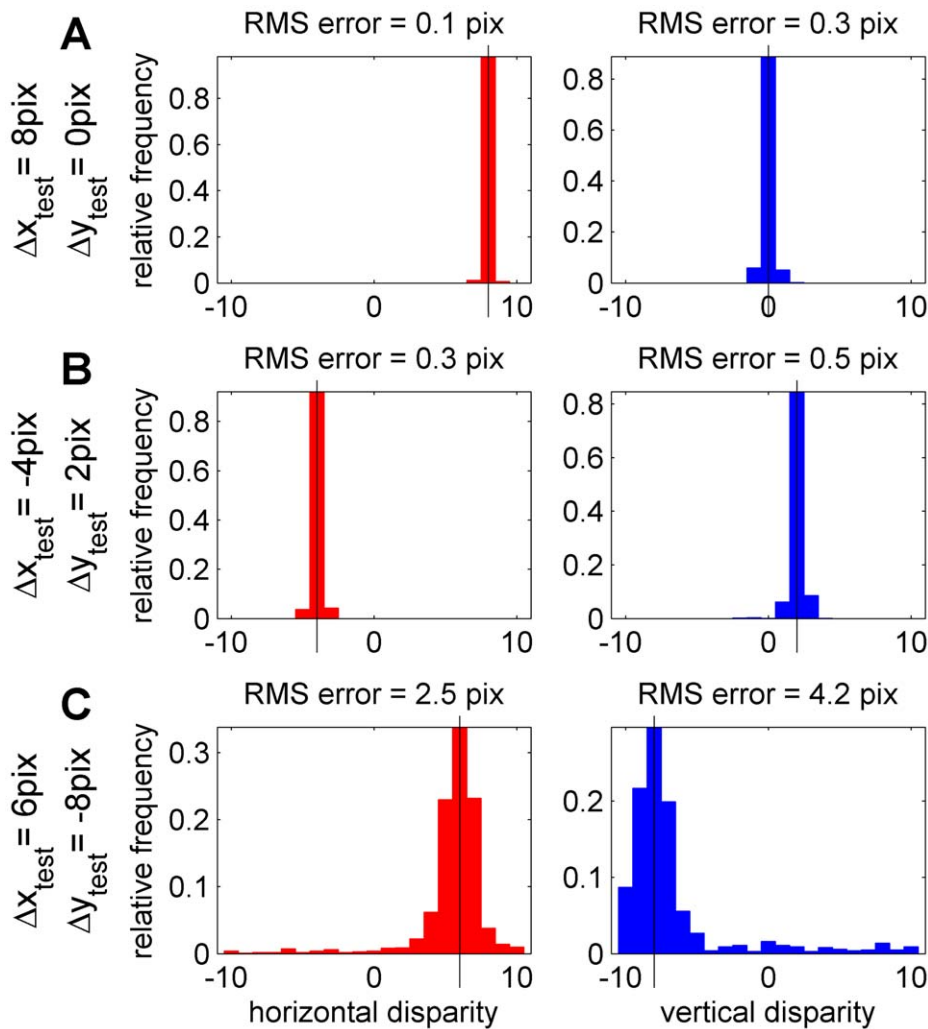 A
RMS error = 0.1 pix
RMS error = 0.3 pix
Δx_test = 8pix
Δy_test = 0pix
relative frequency
0.8
0.6
0.4
0.2
0
-10
0
10
0.8
0.6
0.4
0.2
0
-10
0
10
B
RMS error = 0.3 pix
RMS error = 0.5 pix
Δx_test = -4pix
Δy_test = 2pix
relative frequency
0.8
0.6
0.4
0.2
0
-10
0
10
0.8
0.6
0.4
0.2
0
-10
0
10
C
RMS error = 2.5 pix
RMS error = 4.2 pix
Δx_test = 6pix
Δy_test = -8pix
relative frequency
0.3
0.2
0.1
0
-10
0
10
horizontal disparity
0.2
0.1
0
-10
0
10
vertical disparity